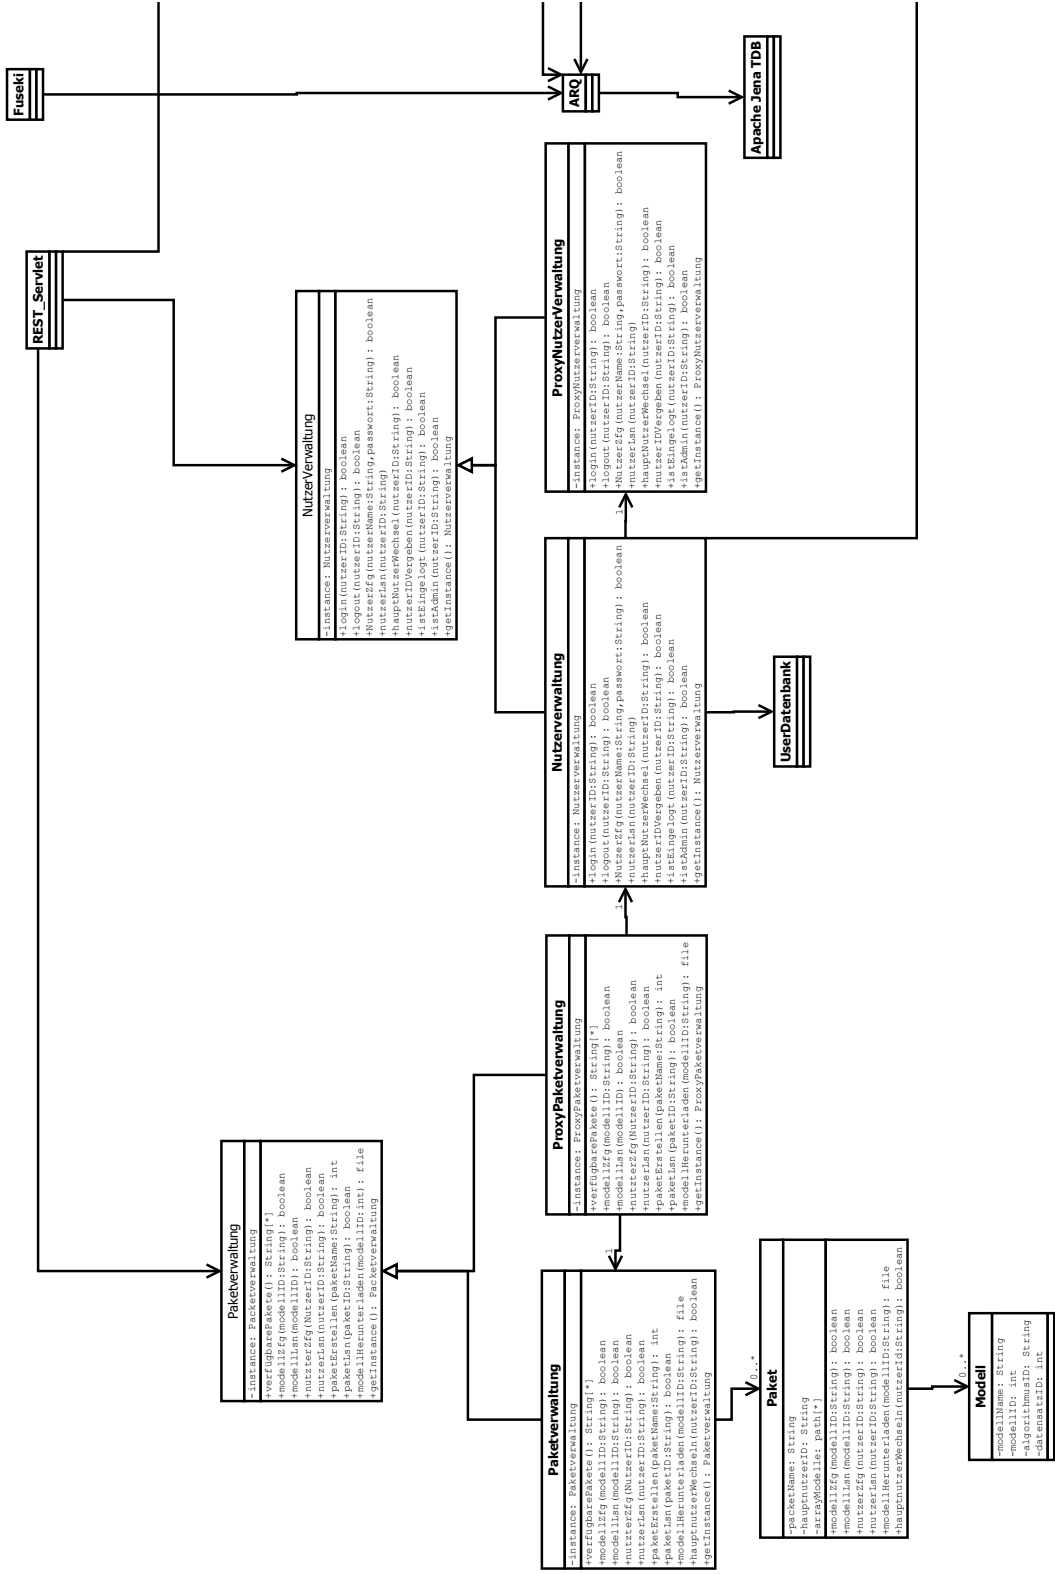 Fuseki
REST_Servlet
ARQ
Apache Jena TDB
NutzerVerwaltung
-instance: Nutzerverwaltung
+login(nutzerID:String): boolean
+logout(nutzerID:String): boolean
+NutzerZfg(nutzerName:String,passwort:String): boolean
+nutzerLsn(nutzerID:String)
+hauptNutzerWechsel(nutzerID:String): boolean
+nutzerIDVergeben(nutzerID:String): boolean
+istEingelogt(nutzerID:String): boolean
+istAdmin(nutzerID:String): boolean
+getInstance(): Nutzerverwaltung
ProxyNutzerVerwaltung
-instance: ProxyNutzerverwaltung
+login(nutzerID:String): boolean
+logout(nutzerID:String): boolean
+NutzerZfg(nutzerName:String,passwort:String): boolean
+nutzerLsn(nutzerID:String)
+hauptNutzerWechsel(nutzerID:String): boolean
+nutzerIDVergeben(nutzerID:String): boolean
+istEingelogt(nutzerID:String): boolean
+istAdmin(nutzerID:String): boolean
+getInstance(): ProxyNutzerverwaltung
1
Nutzerverwaltung
-instance: Nutzerverwaltung
+login(nutzerID:String): boolean
+logout(nutzerID:String): boolean
+NutzerZfg(nutzerName:String,passwort:String): boolean
+nutzerLsn(nutzerID:String)
+hauptNutzerWechsel(nutzerID:String): boolean
+nutzerIDVergeben(nutzerID:String): boolean
+istEingelogt(nutzerID:String): boolean
+istAdmin(nutzerID:String): boolean
+getInstance(): Nutzerverwaltung
1
UserDatenbank
Paketverwaltung
-instance: Packetverwaltung
+verfügbarePakete(): String[*]
+modellZfg(modellID:String): boolean
+modellLsn(modellID): boolean
+nutzterZfg(NutzerID:String): boolean
+nutzerLsn(nutzerID:String): boolean
+paketErstellen(paketName:String): int
+paketLsn(paketID:String): boolean
+modellHerunterladen(modellID:int): file
+getInstance(): Packetverwaltung
ProxyPaketverwaltung
-instance: ProxyPaketverwaltung
+verfügbarePakete(): String[*]
+modellZfg(modellID:String): boolean
+modellLsn(modellID): boolean
+nutzterZfg(NutzerID:String): boolean
+nutzerLsn(nutzerID:String): boolean
+paketErstellen(paketName:String): int
+paketLsn(paketID:String): boolean
+modellHerunterladen(modellID:String): file
+getInstance(): ProxyPaketverwaltung
1
Paketverwaltung
-instance: Paketverwaltung
+verfügbarePakete(): String[*]
+modellZfg(modellID:String): boolean
+modellLsn(modellID:String): boolean
+nutzterZfg(NutzerID:String): boolean
+nutzerLsn(nutzerID:String): boolean
+paketErstellen(paketName:String): int
+paketLsn(paketID:String): boolean
+modellHerunterladen(modellID:String): file
+hauptnutzerWechseln(nutzerID:String): boolean
+getInstance(): Paketverwaltung
0..*
Paket
-packetName: String
-hauptnutzerID: String
-arrayModelle: path[*]
+modellZfg(modellID:String): boolean
+modellLsn(modellID:String): boolean
+nutzerZfg(nutzerID:String): boolean
+nutzerLsn(nutzerID:String): boolean
+modellHerunterladen(modellID:String): file
+hauptnutzerWechseln(nutzerId:String): boolean
0..*
Modell
-modellName: String
-modellID: int
-algorithmusID: String
-datensatzID: int